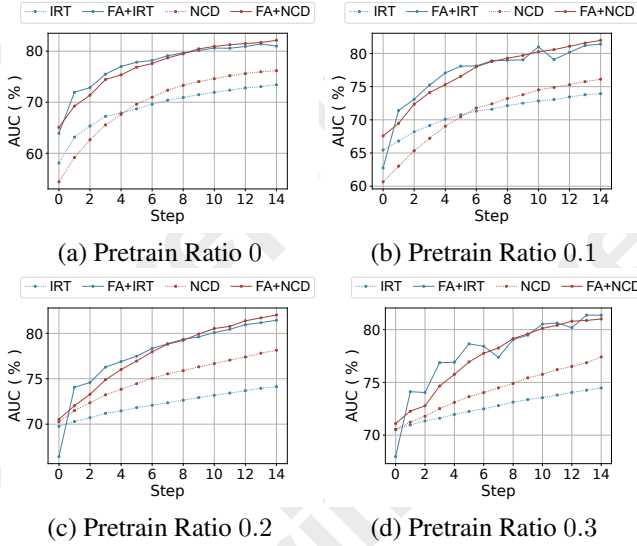 IRT FA+IRT NCD FA+NCD
AUC ( % )
80
70
60
0 2 4 6 8 10 12 14
Step
(a) Pretrain Ratio 0
IRT FA+IRT NCD FA+NCD
AUC ( % )
80
75
70
65
60
0 2 4 6 8 10 12 14
Step
(b) Pretrain Ratio 0.1
IRT FA+IRT NCD FA+NCD
AUC ( % )
80
75
70
0 2 4 6 8 10 12 14
Step
(c) Pretrain Ratio 0.2
IRT FA+IRT NCD FA+NCD
AUC ( % )
80
75
70
0 2 4 6 8 10 12 14
Step
(d) Pretrain Ratio 0.3